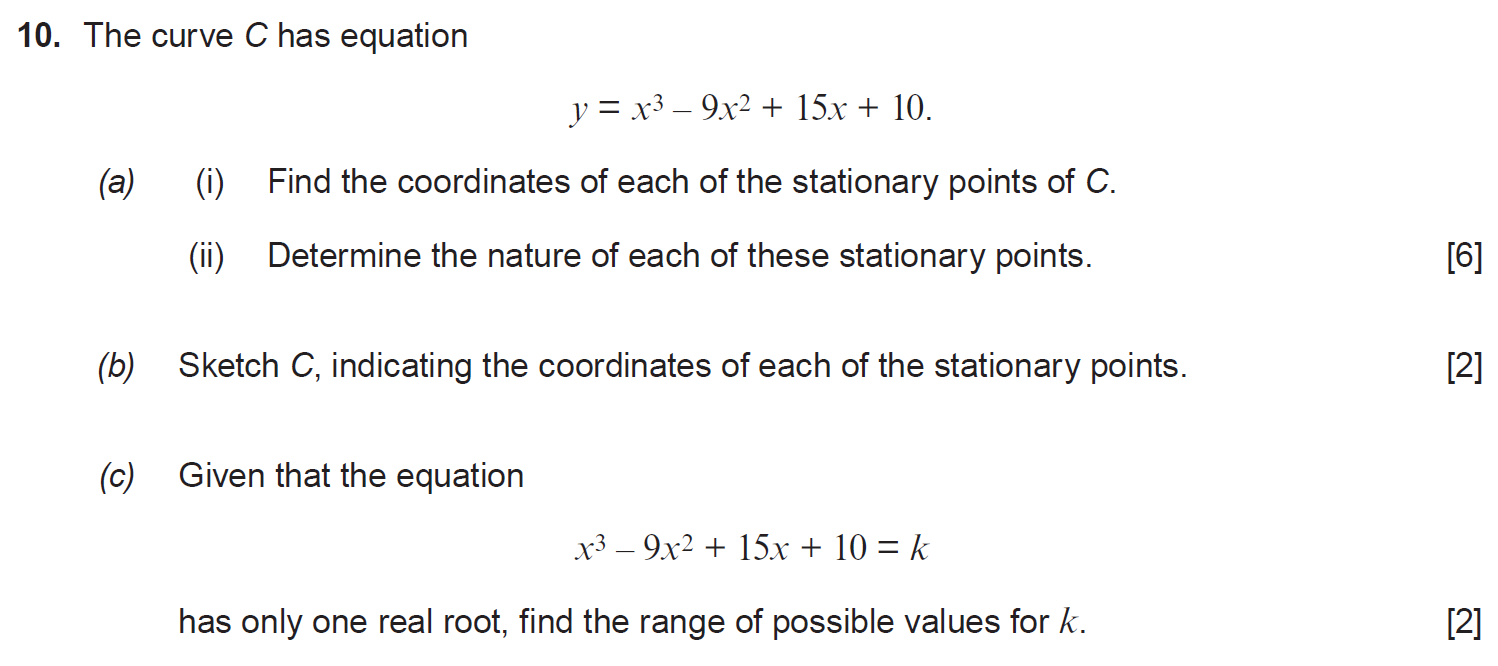 10. The curve C has equation
y = x³ – 9x² + 15x + 10.
(a) (i) Find the coordinates of each of the stationary points of C.
(ii) Determine the nature of each of these stationary points. [6]
(b) Sketch C, indicating the coordinates of each of the stationary points. [2]
(c) Given that the equation
x³ – 9x² + 15x + 10 = k
has only one real root, find the range of possible values for k. [2]